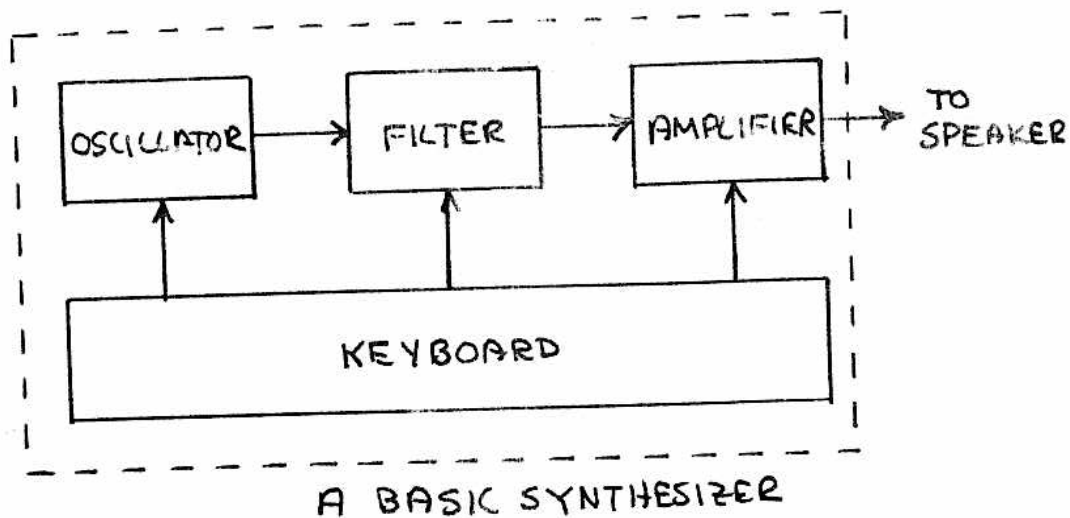 OSCILLATOR
FILTER
AMPLIFIER
TO
SPEAKER
KEYBOARD
A BASIC SYNTHESIZER